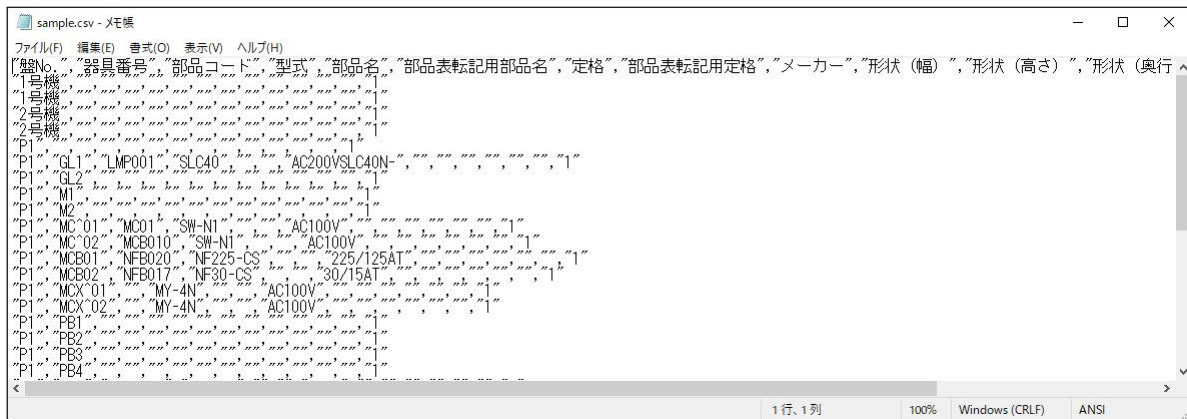 sample.csv - メモ帳
ファイル(F) 編集(E) 書式(O) 表示(V) ヘルプ(H)
"盤No.","器具番号","部品コード","型式","部品名","部品表転記用部品名","定格","部品表転記用定格","メーカー","形状（幅）","形状（高さ）","形状（奥行
"1号機","","","","","","","","","","","","","1"
"1号機","","","","","","","","","","","","","1"
"2号機","","","","","","","","","","","","","1"
"2号機","","","","","","","","","","","","","1"
"P1","","","","","","","","","","","","","1"
"P1","GL1","LMP001","SLC40","","","AC200VSLC40N-","","","","","","","1"
"P1","GL2","","","","","","","","","","","","1"
"P1","M1","","","","","","","","","","","","1"
"P1","M2","","","","","","","","","","","","1"
"P1","MC^01","MC01","SW-N1","","","AC100V","","","","","","","1"
"P1","MC^02","MCB010","SW-N1","","","AC100V","","","","","","","1"
"P1","MCB01","NFB020","NF225-CS","","","225/125AT","","","","","","","1"
"P1","MCB02","NFB017","NF30-CS","","","30/15AT","","","","","","","1"
"P1","MCX^01","","MY-4N","","","AC100V","","","","","","","1"
"P1","MCX^02","","MY-4N","","","AC100V","","","","","","","1"
"P1","PB1","","","","","","","","","","","","1"
"P1","PB2","","","","","","","","","","","","1"
"P1","PB3","","","","","","","","","","","","1"
"P1","PB4","","","","","","","","","","","","1"
1行、1列 100% Windows (CRLF) ANSI